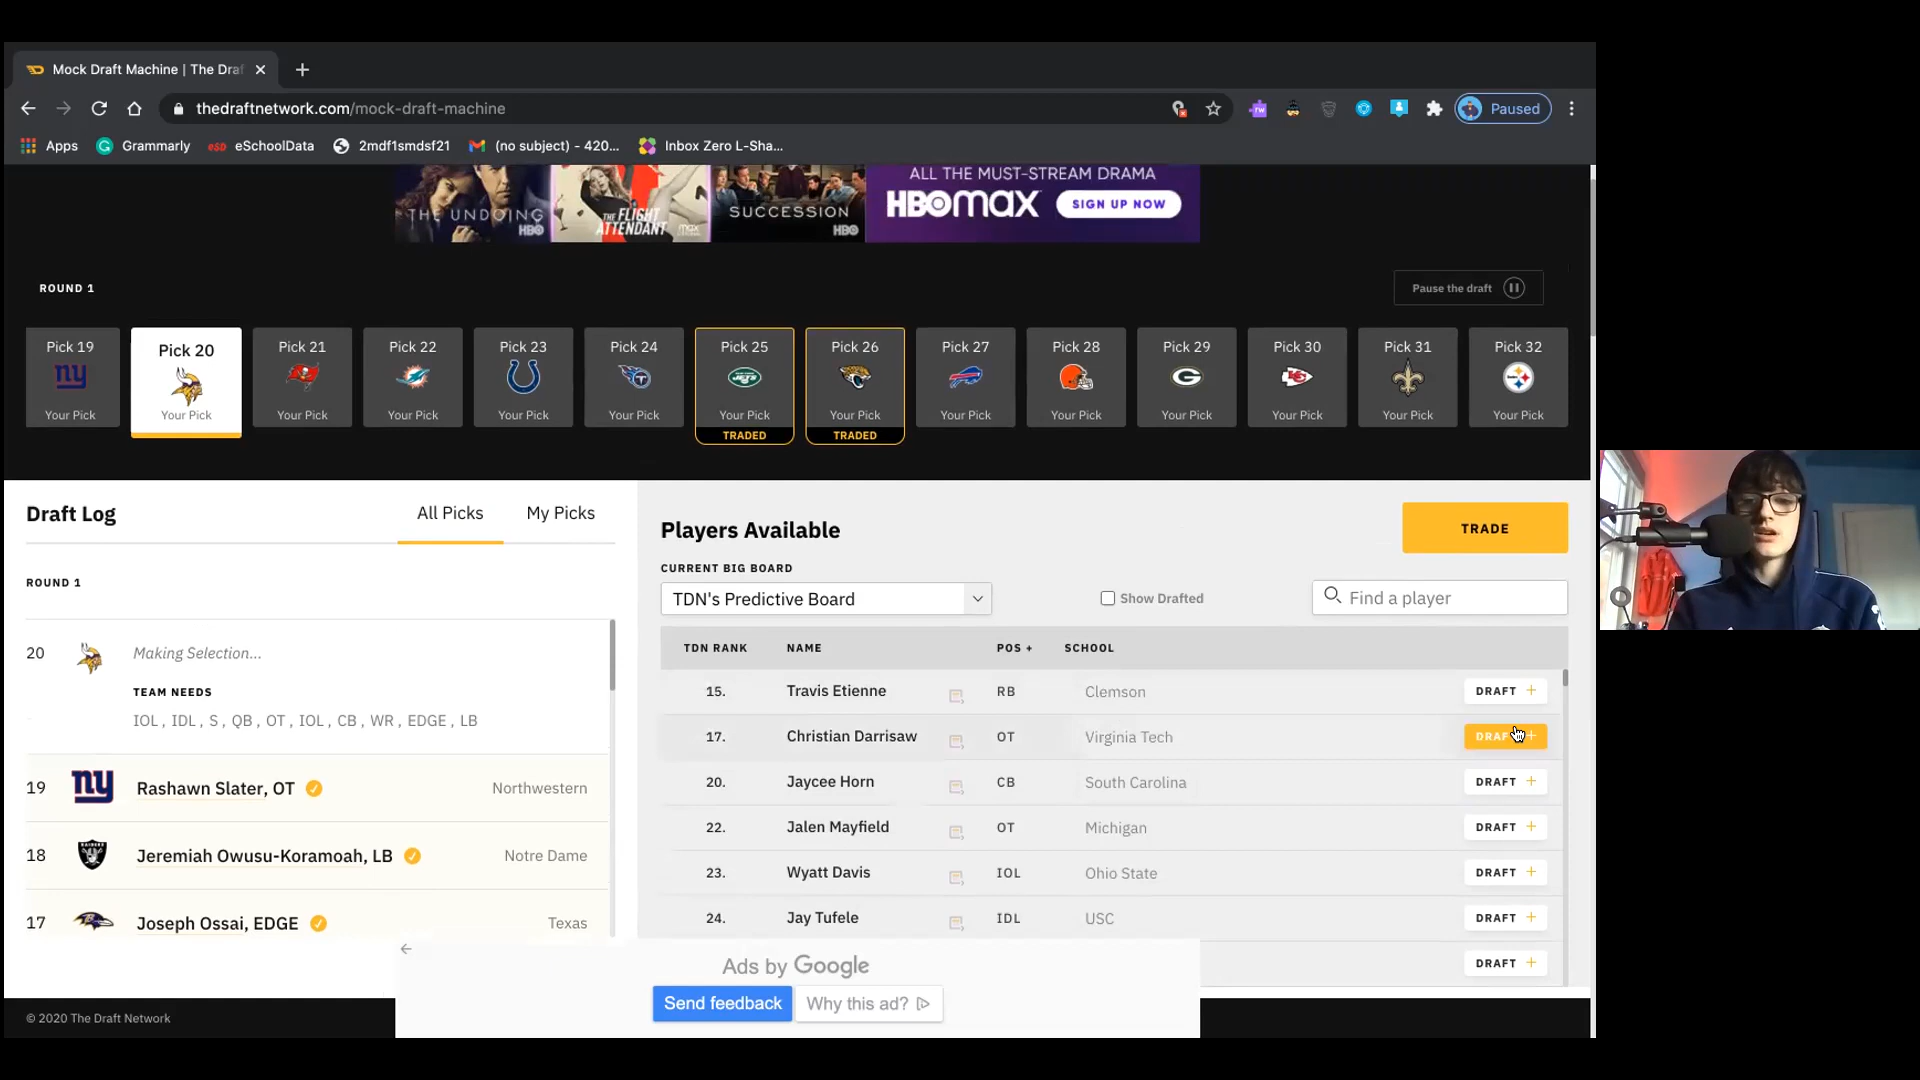 Mock Draft Machine | The Draf
thedraftnetwork.com/mock-draft-machine
Paused
Apps
Grammarly
esD
eSchoolData
2mdf1smdsf21
(no subject) - 420...
Inbox Zero L-Sha...
THE UNDOING
HBO
THE FLIGHT
ATTENDANT
max
SUCCESSION
HBO
ALL THE MUST-STREAM DRAMA
HBOmax
SIGN UP NOW
ROUND 1
Pause the draft
Pick 19
ny
Your Pick
Pick 20
Your Pick
Pick 21
Your Pick
Pick 22
Your Pick
Pick 23
Your Pick
Pick 24
Your Pick
Pick 25
JETS
Your Pick
TRADED
Pick 26
Your Pick
TRADED
Pick 27
Your Pick
Pick 28
Your Pick
Pick 29
G
Your Pick
Pick 30
KC
Your Pick
Pick 31
Your Pick
Pick 32
Your Pick
Draft Log
All Picks
My Picks
ROUND 1
20
Making Selection...
TEAM NEEDS
IOL , IDL , S , QB , OT , IOL , CB , WR , EDGE , LB
19 ny Rashawn Slater, OT Northwestern
18 RAIDERS Jeremiah Owusu-Koramoah, LB Notre Dame
17 Joseph Ossai, EDGE Texas
Players Available
TRADE
CURRENT BIG BOARD
TDN's Predictive Board
Show Drafted
Find a player
TDN RANK NAME POS + SCHOOL
15. Travis Etienne RB Clemson DRAFT +
17. Christian Darrisaw OT Virginia Tech DRAF +
20. Jaycee Horn CB South Carolina DRAFT +
22. Jalen Mayfield OT Michigan DRAFT +
23. Wyatt Davis IOL Ohio State DRAFT +
24. Jay Tufele IDL USC DRAFT +
DRAFT +
Ads by Google
Send feedback
Why this ad?
© 2020 The Draft Network